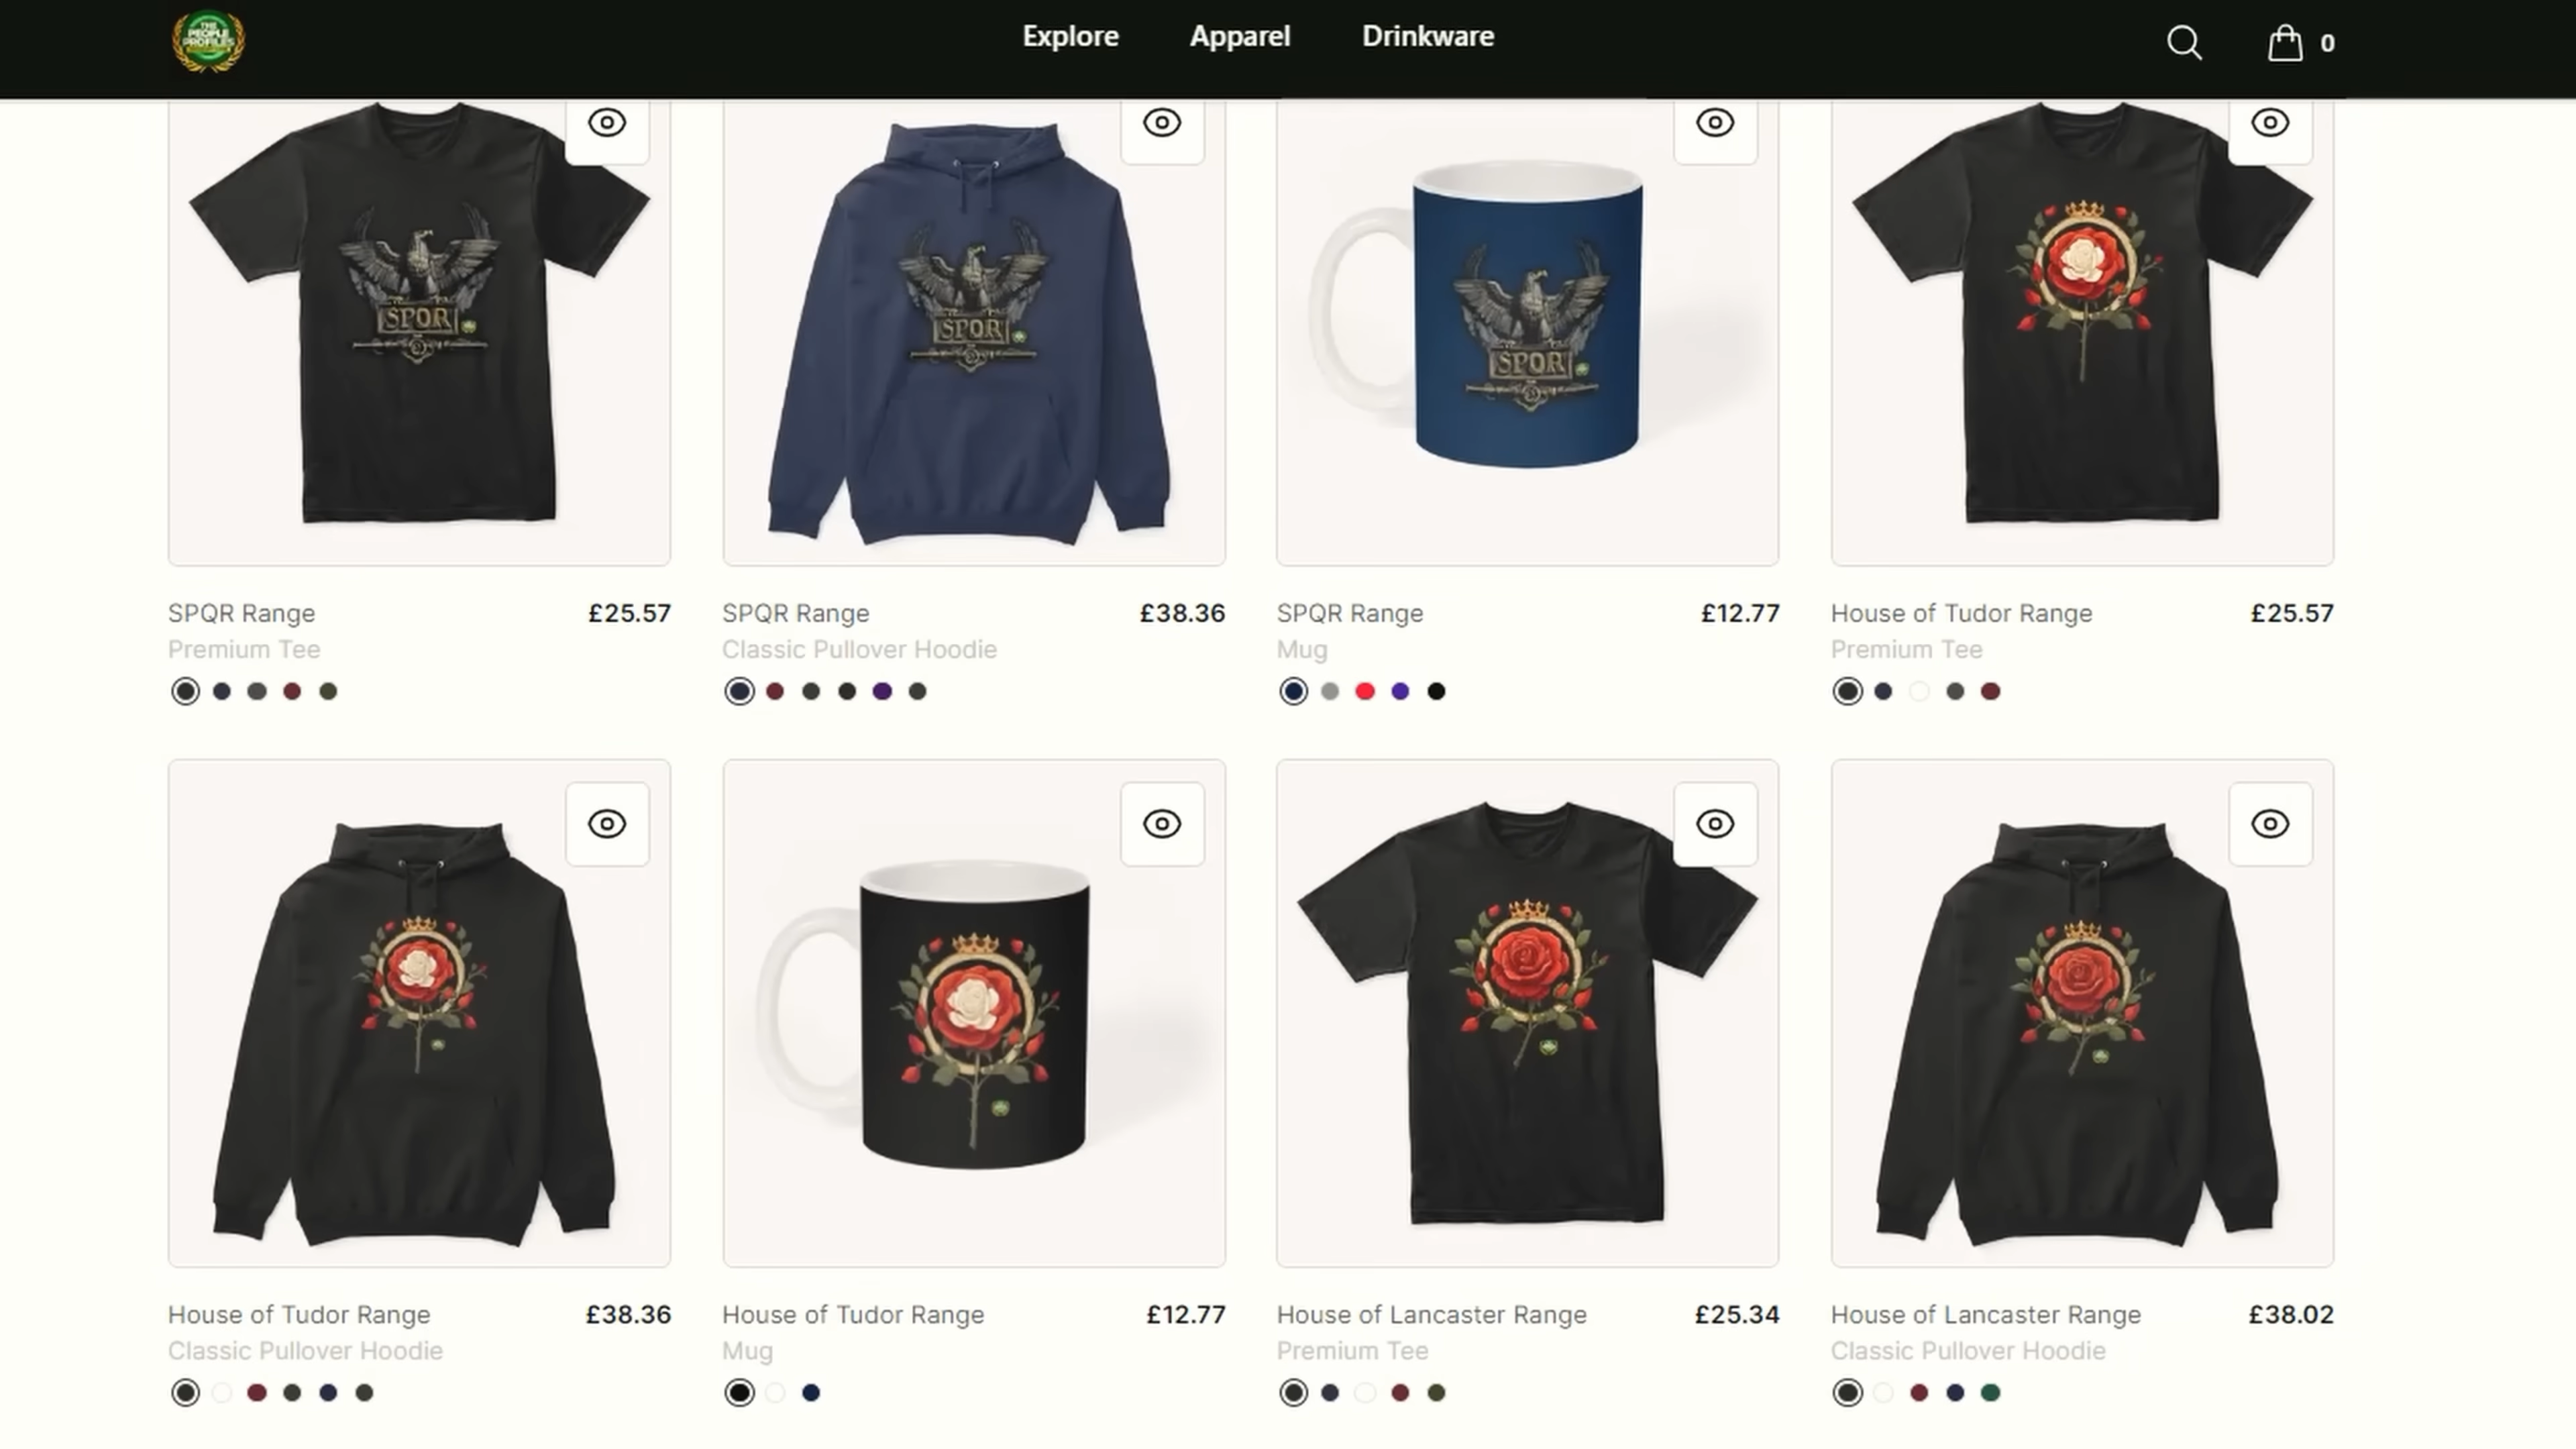 THE
PEOPLE
PROFILES
Explore
Apparel
Drinkware
0
SPQR
SPQR
SPQR
SPQR Range
£25.57
Premium Tee
SPQR Range
£38.36
Classic Pullover Hoodie
SPQR Range
£12.77
Mug
House of Tudor Range
£25.57
Premium Tee
House of Tudor Range
£38.36
Classic Pullover Hoodie
House of Tudor Range
£12.77
Mug
House of Lancaster Range
£25.34
Premium Tee
House of Lancaster Range
£38.02
Classic Pullover Hoodie